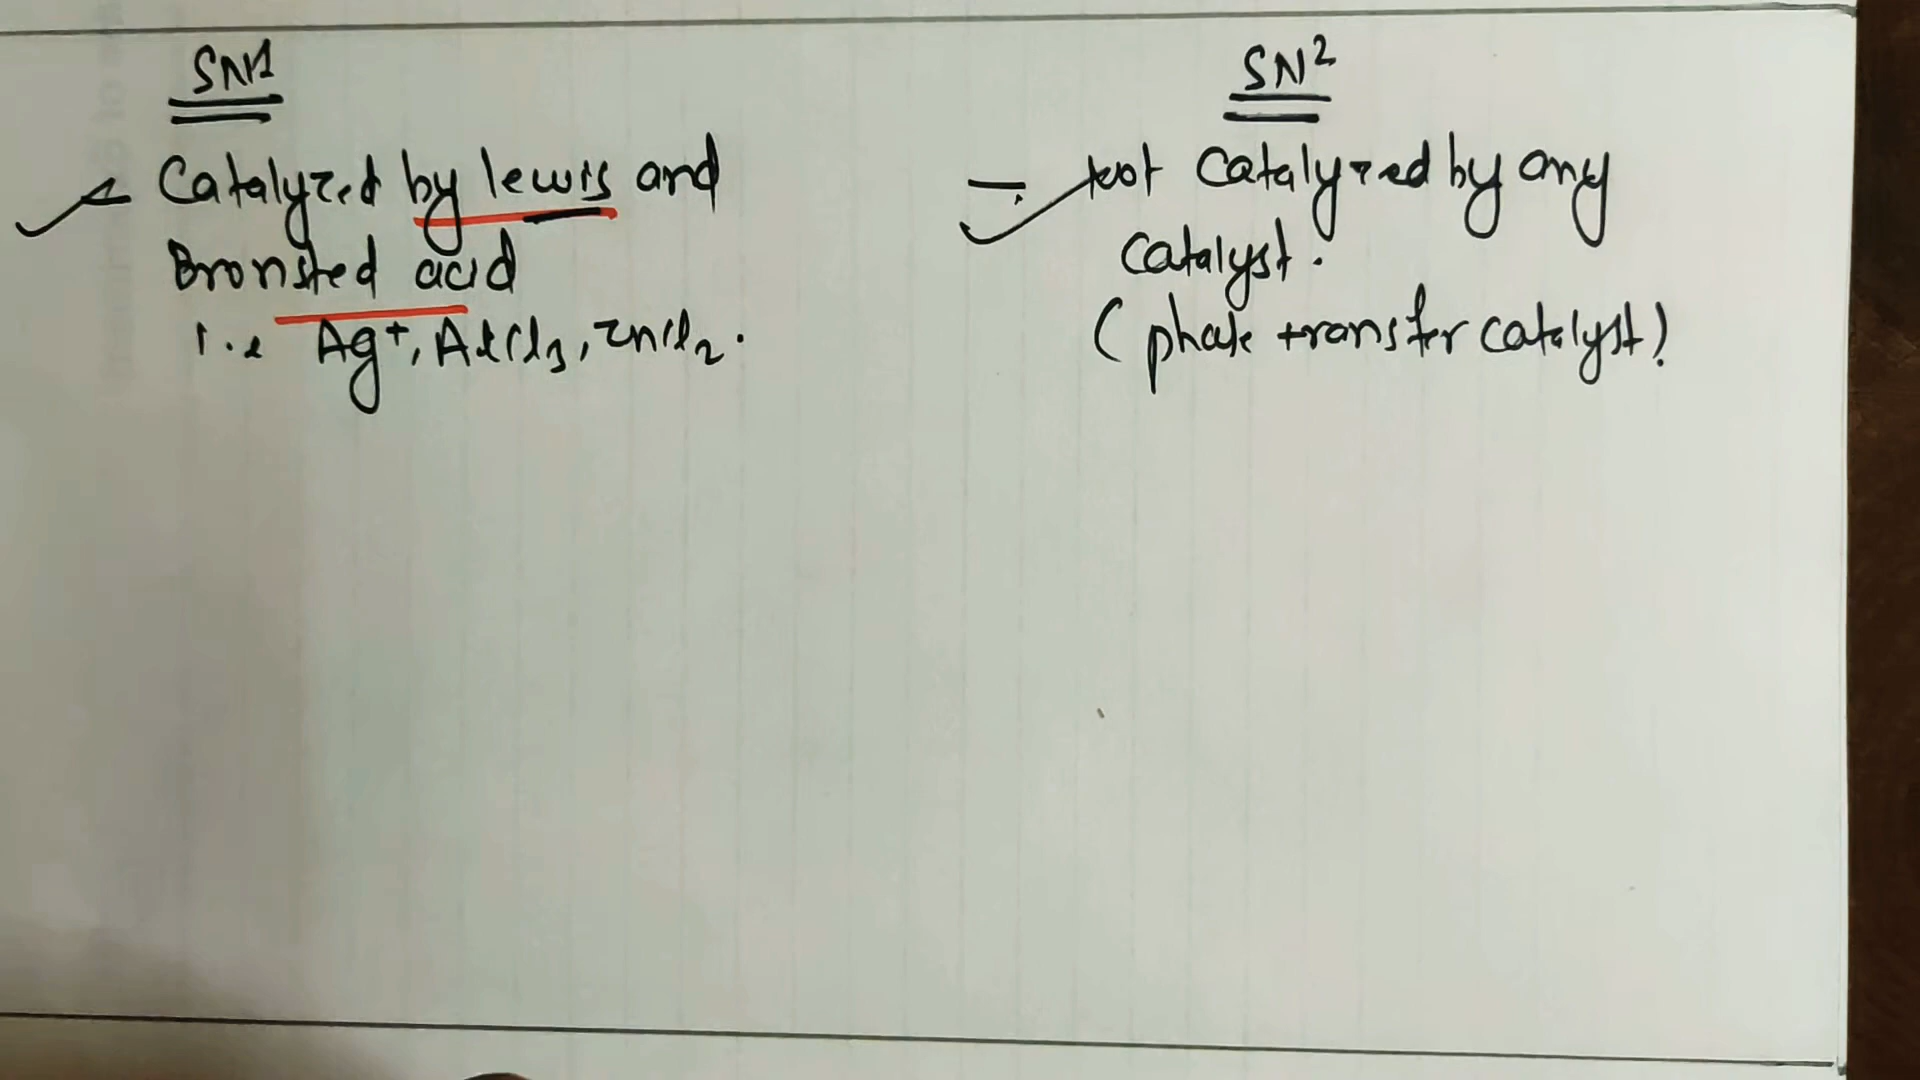 SN1
Catalyzed by lewis and
Bronsted acid
i.e Ag+, AlCl3, ZnCl2.
SN2
- not Catalyzed by any
catalyst.
(phase transfer catalyst)